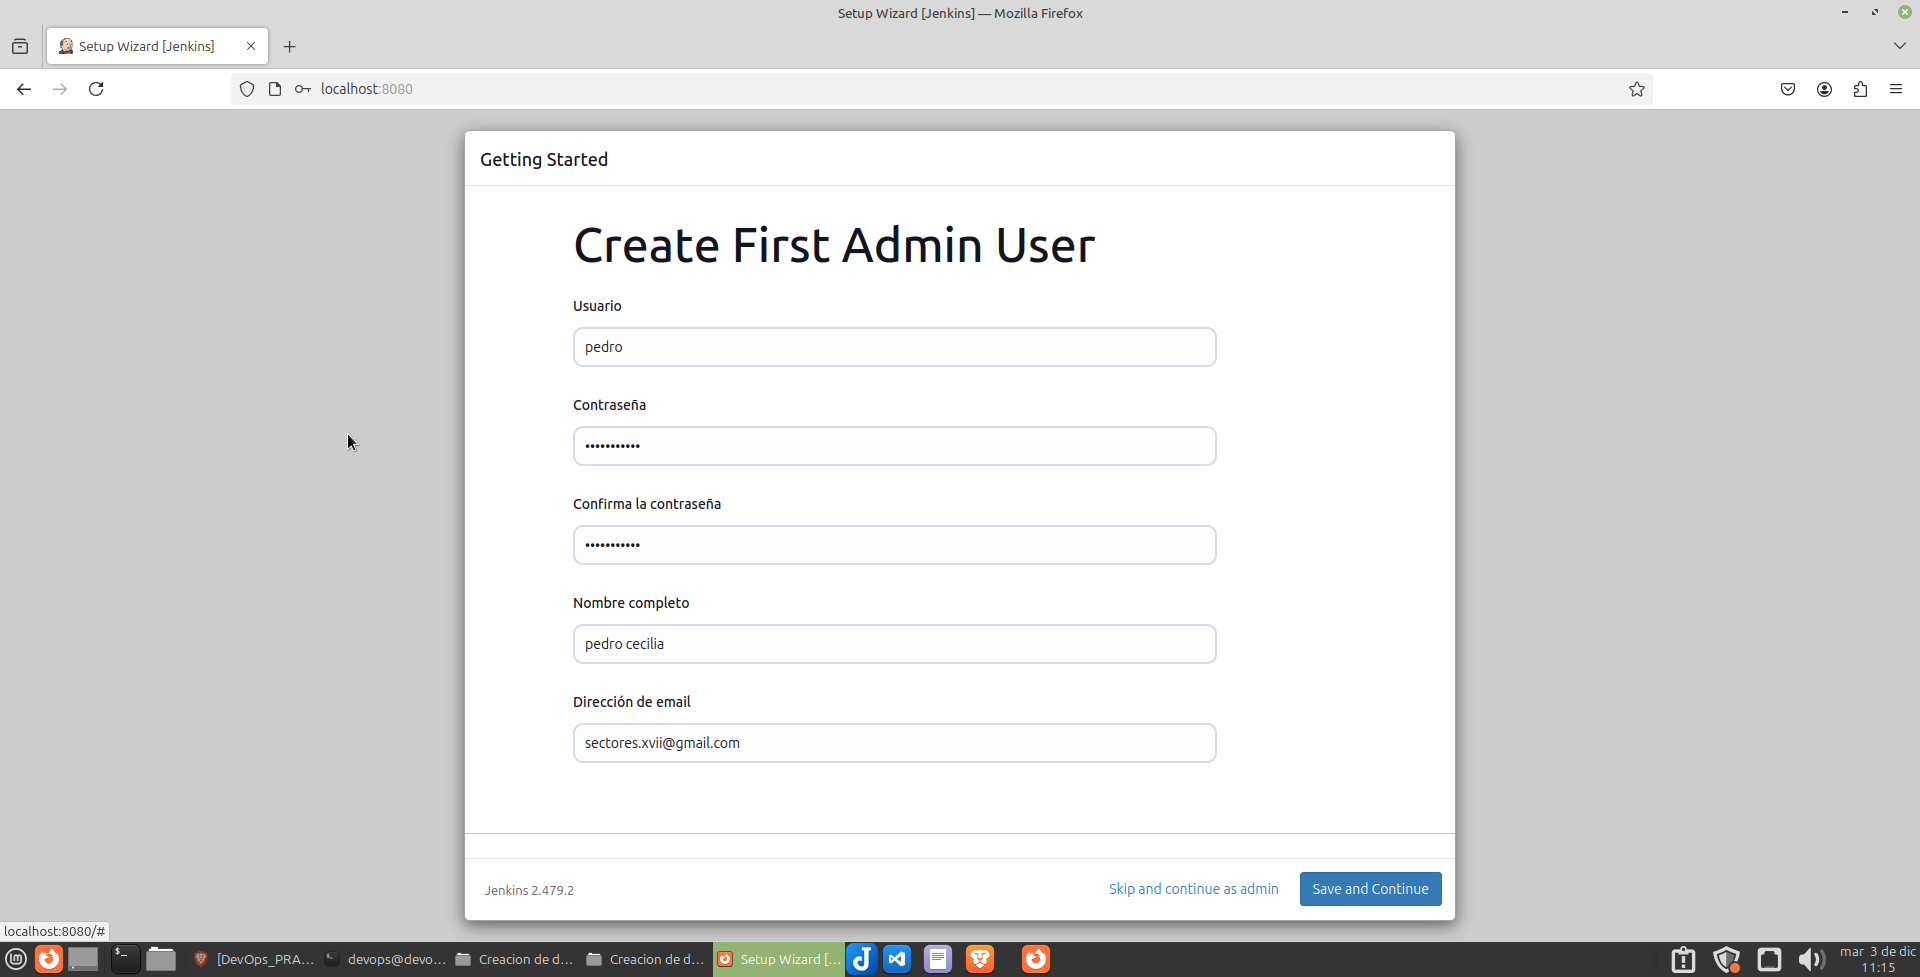 Setup Wizard [Jenkins] — Mozilla Firefox
Setup Wizard [Jenkins]
localhost:8080
Getting Started
Create First Admin User
Usuario
pedro
Contraseña
•••••••••••
Confirma la contraseña
•••••••••••
Nombre completo
pedro cecilia
Dirección de email
sectores.xvii@gmail.com
Jenkins 2.479.2
Skip and continue as admin
Save and Continue
localhost:8080/#
[DevOps_PRA...
devops@devo...
Creacion de d...
Creacion de d...
Setup Wizard [...
mar 3 de dic
11:15